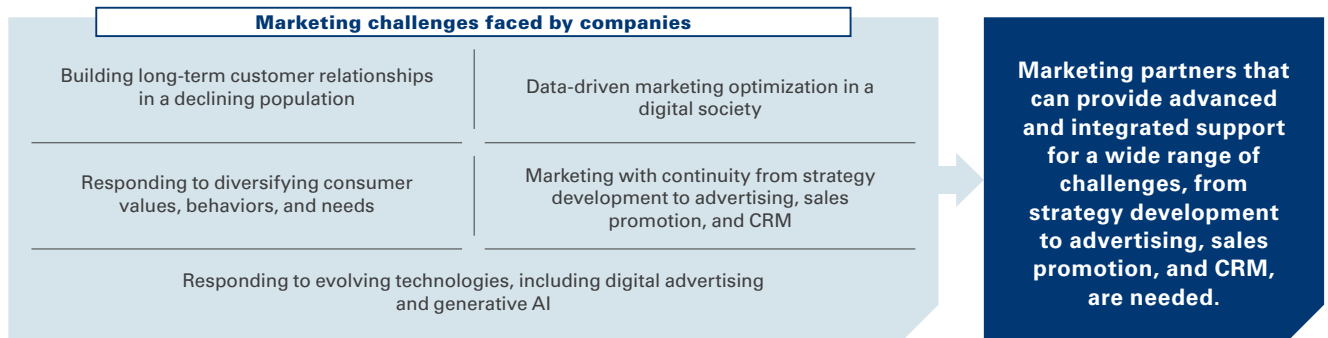 Marketing challenges faced by companies
Building long-term customer relationships
in a declining population
Data-driven marketing optimization in a
digital society
Responding to diversifying consumer
values, behaviors, and needs
Marketing with continuity from strategy
development to advertising, sales
promotion, and CRM
Responding to evolving technologies, including digital advertising
and generative AI
Marketing partners that
can provide advanced
and integrated support
for a wide range of
challenges, from
strategy development
to advertising, sales
promotion, and CRM,
are needed.